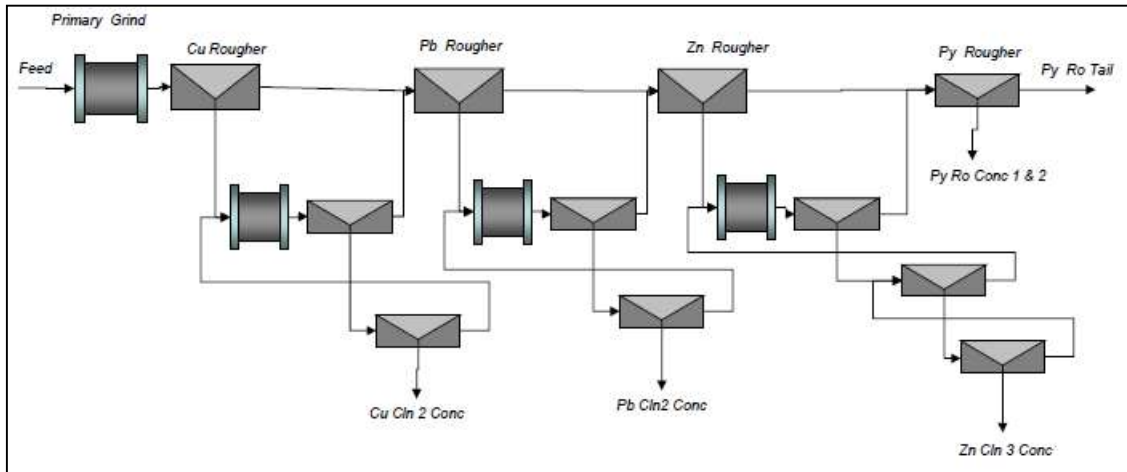 Primary Grind
Cu Rougher
Pb Rougher
Zn Rougher
Py Rougher
Feed
Py Ro Tail
Py Ro Conc 1 & 2
Cu Cln 2 Conc
Pb Cln2 Conc
Zn Cln 3 Conc